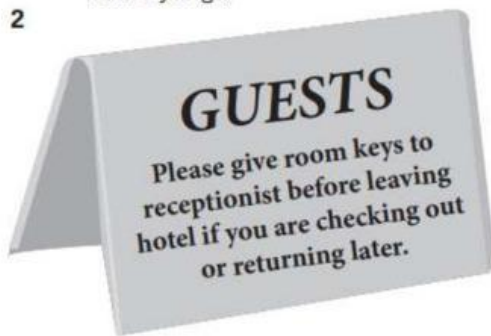 2
GUESTS
Please give room keys to
receptionist before leaving
hotel if you are checking out
or returning later.